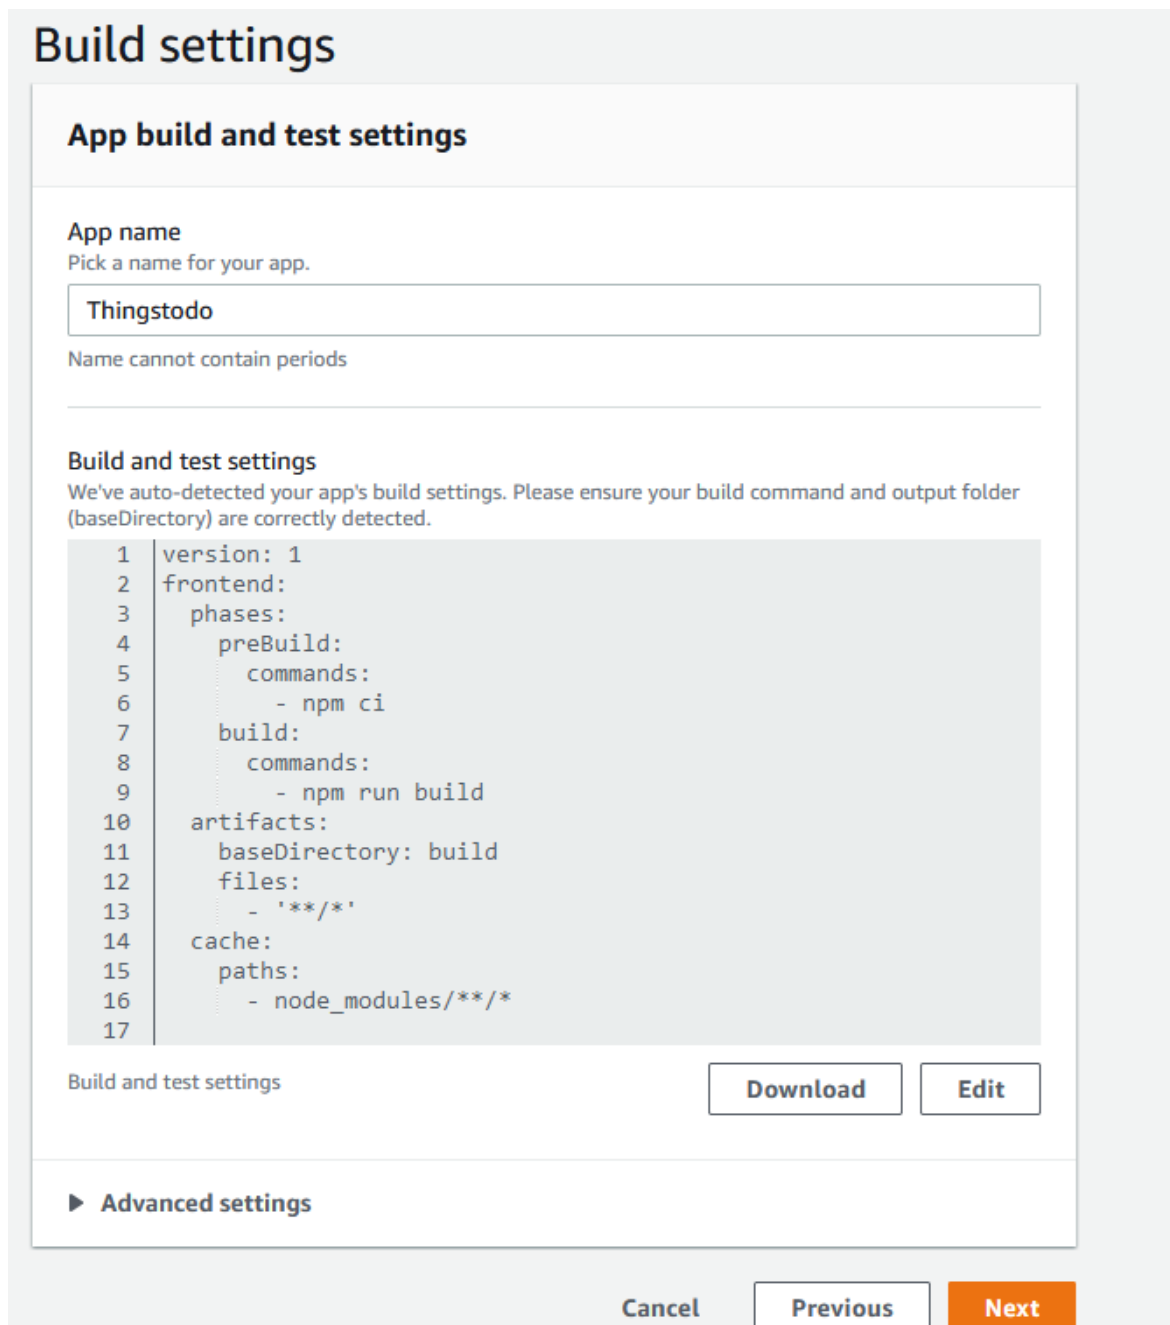 Build settings
App build and test settings
App name
Pick a name for your app.
Thingstodo
Name cannot contain periods
Build and test settings
We've auto-detected your app's build settings. Please ensure your build command and output folder
(baseDirectory) are correctly detected.
1 version: 1
2 frontend:
3   phases:
4     preBuild:
5       commands:
6         - npm ci
7     build:
8       commands:
9         - npm run build
10   artifacts:
11     baseDirectory: build
12     files:
13       - '**/*'
14   cache:
15     paths:
16       - node_modules/**/*
17
Build and test settings
Download Edit
Advanced settings
Cancel Previous Next